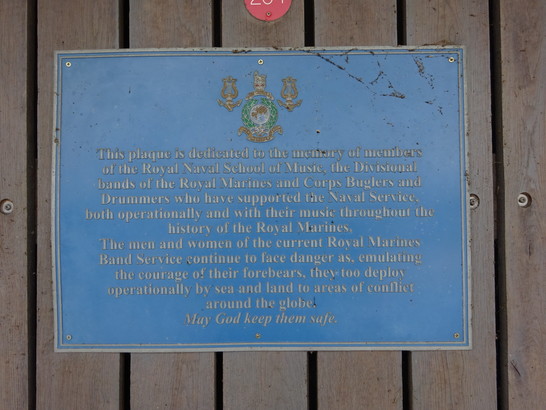 This plaque is dedicated to the memory of members
of the Royal Naval School of Music, the Divisional
bands of the Royal Marines and Corps Buglers and
Drummers who have supported the Naval Service,
both operationally and with their music throughout the
history of the Royal Marines.
The men and women of the current Royal Marines
Band Service continue to face danger as, emulating
the courage of their forebears, they too deploy
operationally by sea and land to areas of conflict
around the globe.
May God keep them safe.